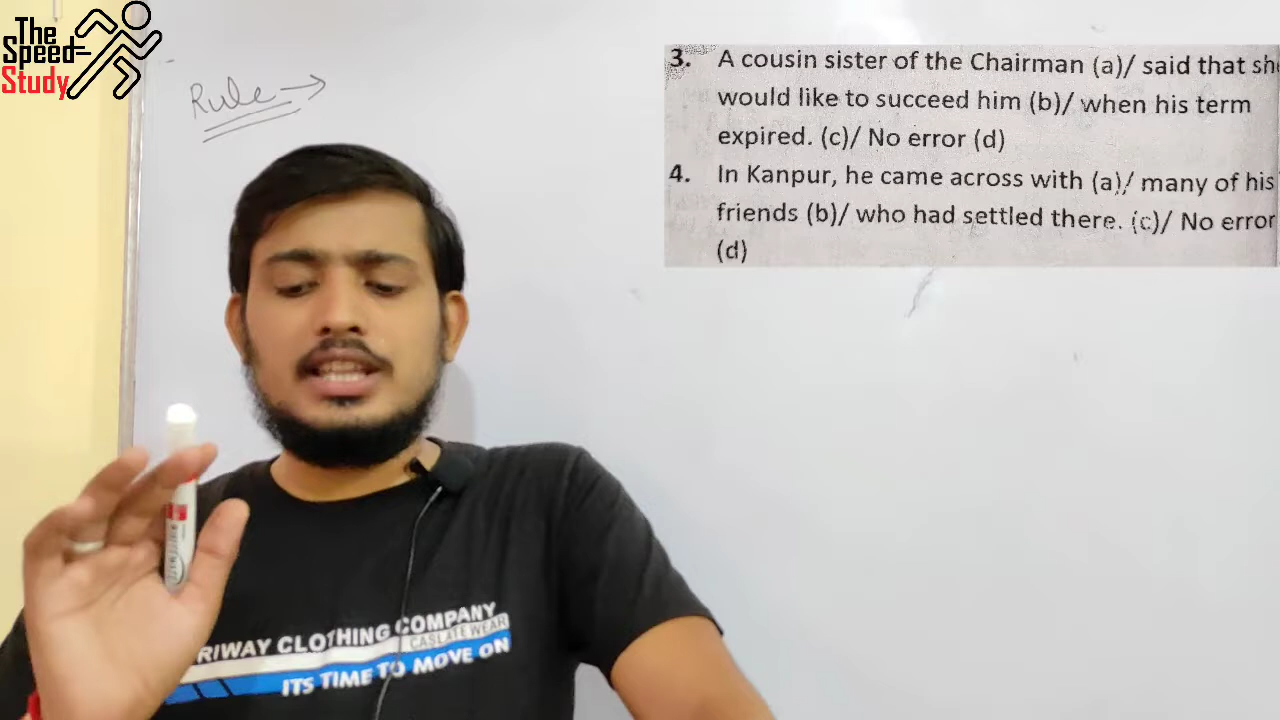 The
Speed
Study
Rule →
3. A cousin sister of the Chairman (a)/ said that she
would like to succeed him (b)/ when his term
expired. (c)/ No error (d)
4. In Kanpur, he came across with (a)/ many of his
friends (b)/ who had settled there. (c)/ No error
(d)
RIWAY CLOTHING COMPANY
CASLATE WEAR
ITS TIME TO MOVE ON